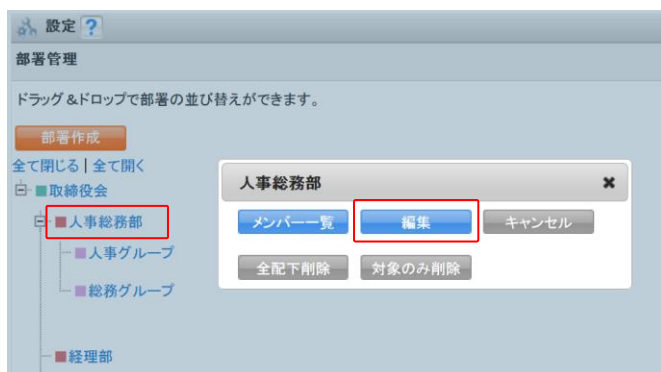 設定 ?
部署管理
ドラッグ&ドロップで部署の並び替えができます。
部署作成
全て閉じる | 全て開く
取締役会
人事総務部
人事グループ
総務グループ
経理部
人事総務部
メンバー一覧 編集 キャンセル
全配下削除 対象のみ削除